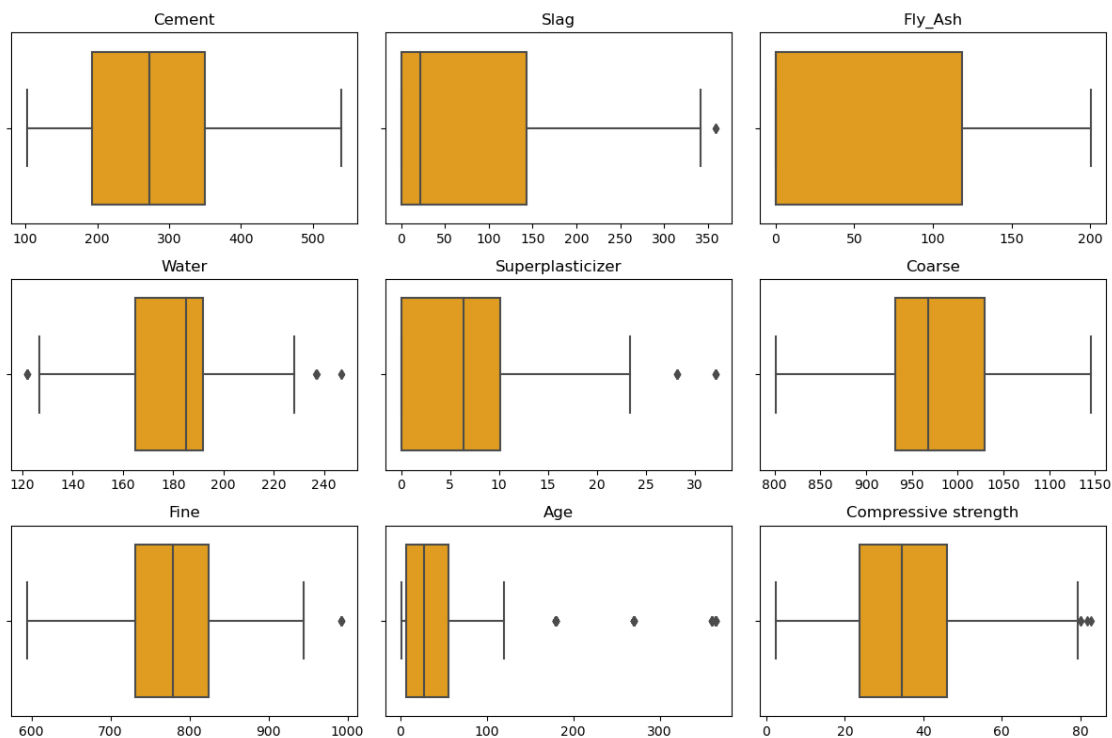 Cement Slag Fly_Ash
100 200 300 400 500 0 50 100 150 200 250 300 350 0 50 100 150 200
Water Superplasticizer Coarse
120 140 160 180 200 220 240 0 5 10 15 20 25 30 800 850 900 950 1000 1050 1100 1150
Fine Age Compressive strength
600 700 800 900 1000 0 100 200 300 0 20 40 60 80